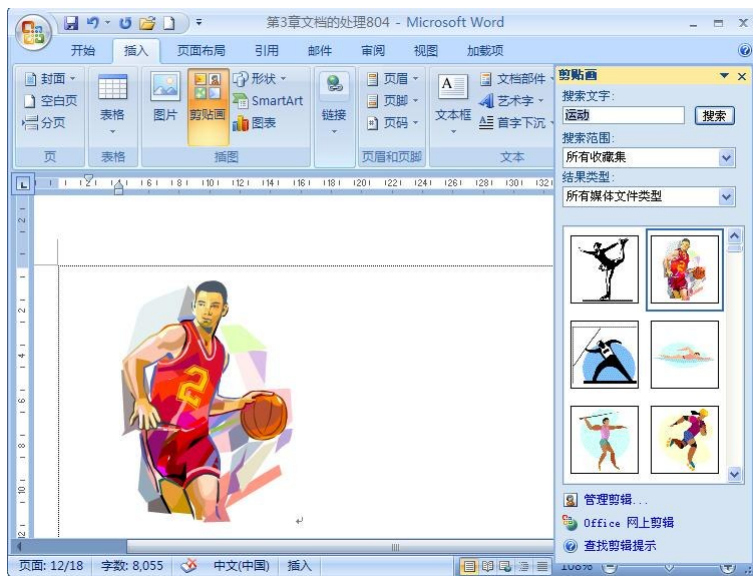 第3章文档的处理804 - Microsoft Word
开始 插入 页面布局 引用 邮件 审阅 视图 加载项
封面
空白页
分页
页
表格
表格
图片
剪贴画
形状
SmartArt
图表
插图
链接
页眉
页脚
页码
页眉和页脚
文本框
文档部件
艺术字
首字下沉
文本
剪贴画
搜索文字:
运动 搜索
搜索范围:
所有收藏集
结果类型:
所有媒体文件类型
2
管理剪辑...
Office 网上剪辑
查找剪辑提示
页面: 12/18 字数: 8,055 中文(中国) 插入 108%